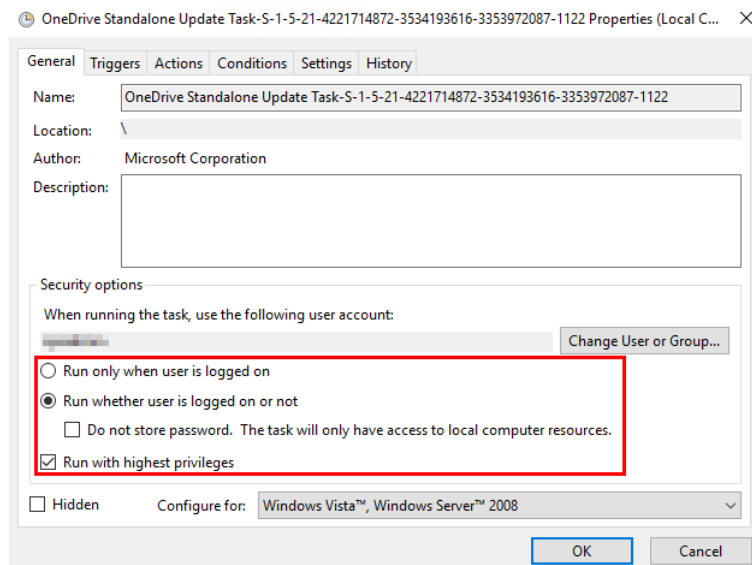 OneDrive Standalone Update Task-S-1-5-21-4221714872-3534193616-3353972087-1122 Properties (Local C...
General Triggers Actions Conditions Settings History
Name: OneDrive Standalone Update Task-S-1-5-21-4221714872-3534193616-3353972087-1122
Location: \
Author: Microsoft Corporation
Description:
Security options
When running the task, use the following user account:
Change User or Group...
Run only when user is logged on
Run whether user is logged on or not
Do not store password. The task will only have access to local computer resources.
Run with highest privileges
Hidden Configure for: Windows Vista™, Windows Server™ 2008
OK Cancel